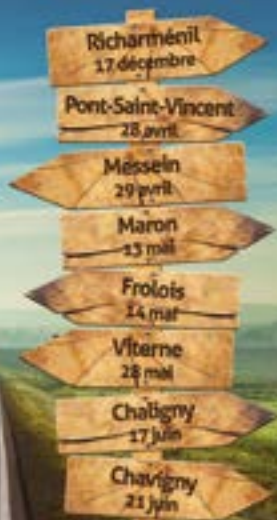 Richarménil
17 décembre
Pont-Saint-Vincent
28 avril
Messein
29 avril
Maron
13 mai
Frolois
14 mai
Viterne
28 mai
Chaligny
17 juin
Chavigny
21 juin